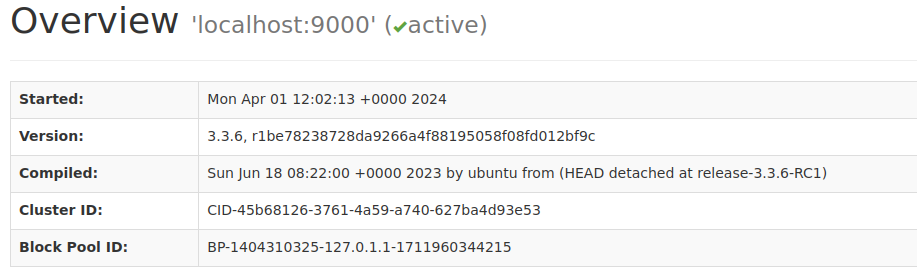 Overview 'localhost:9000' (✔active)
Started: Mon Apr 01 12:02:13 +0000 2024
Version: 3.3.6, r1be78238728da9266a4f88195058f08fd012bf9c
Compiled: Sun Jun 18 08:22:00 +0000 2023 by ubuntu from (HEAD detached at release-3.3.6-RC1)
Cluster ID: CID-45b68126-3761-4a59-a740-627ba4d93e53
Block Pool ID: BP-1404310325-127.0.1.1-1711960344215